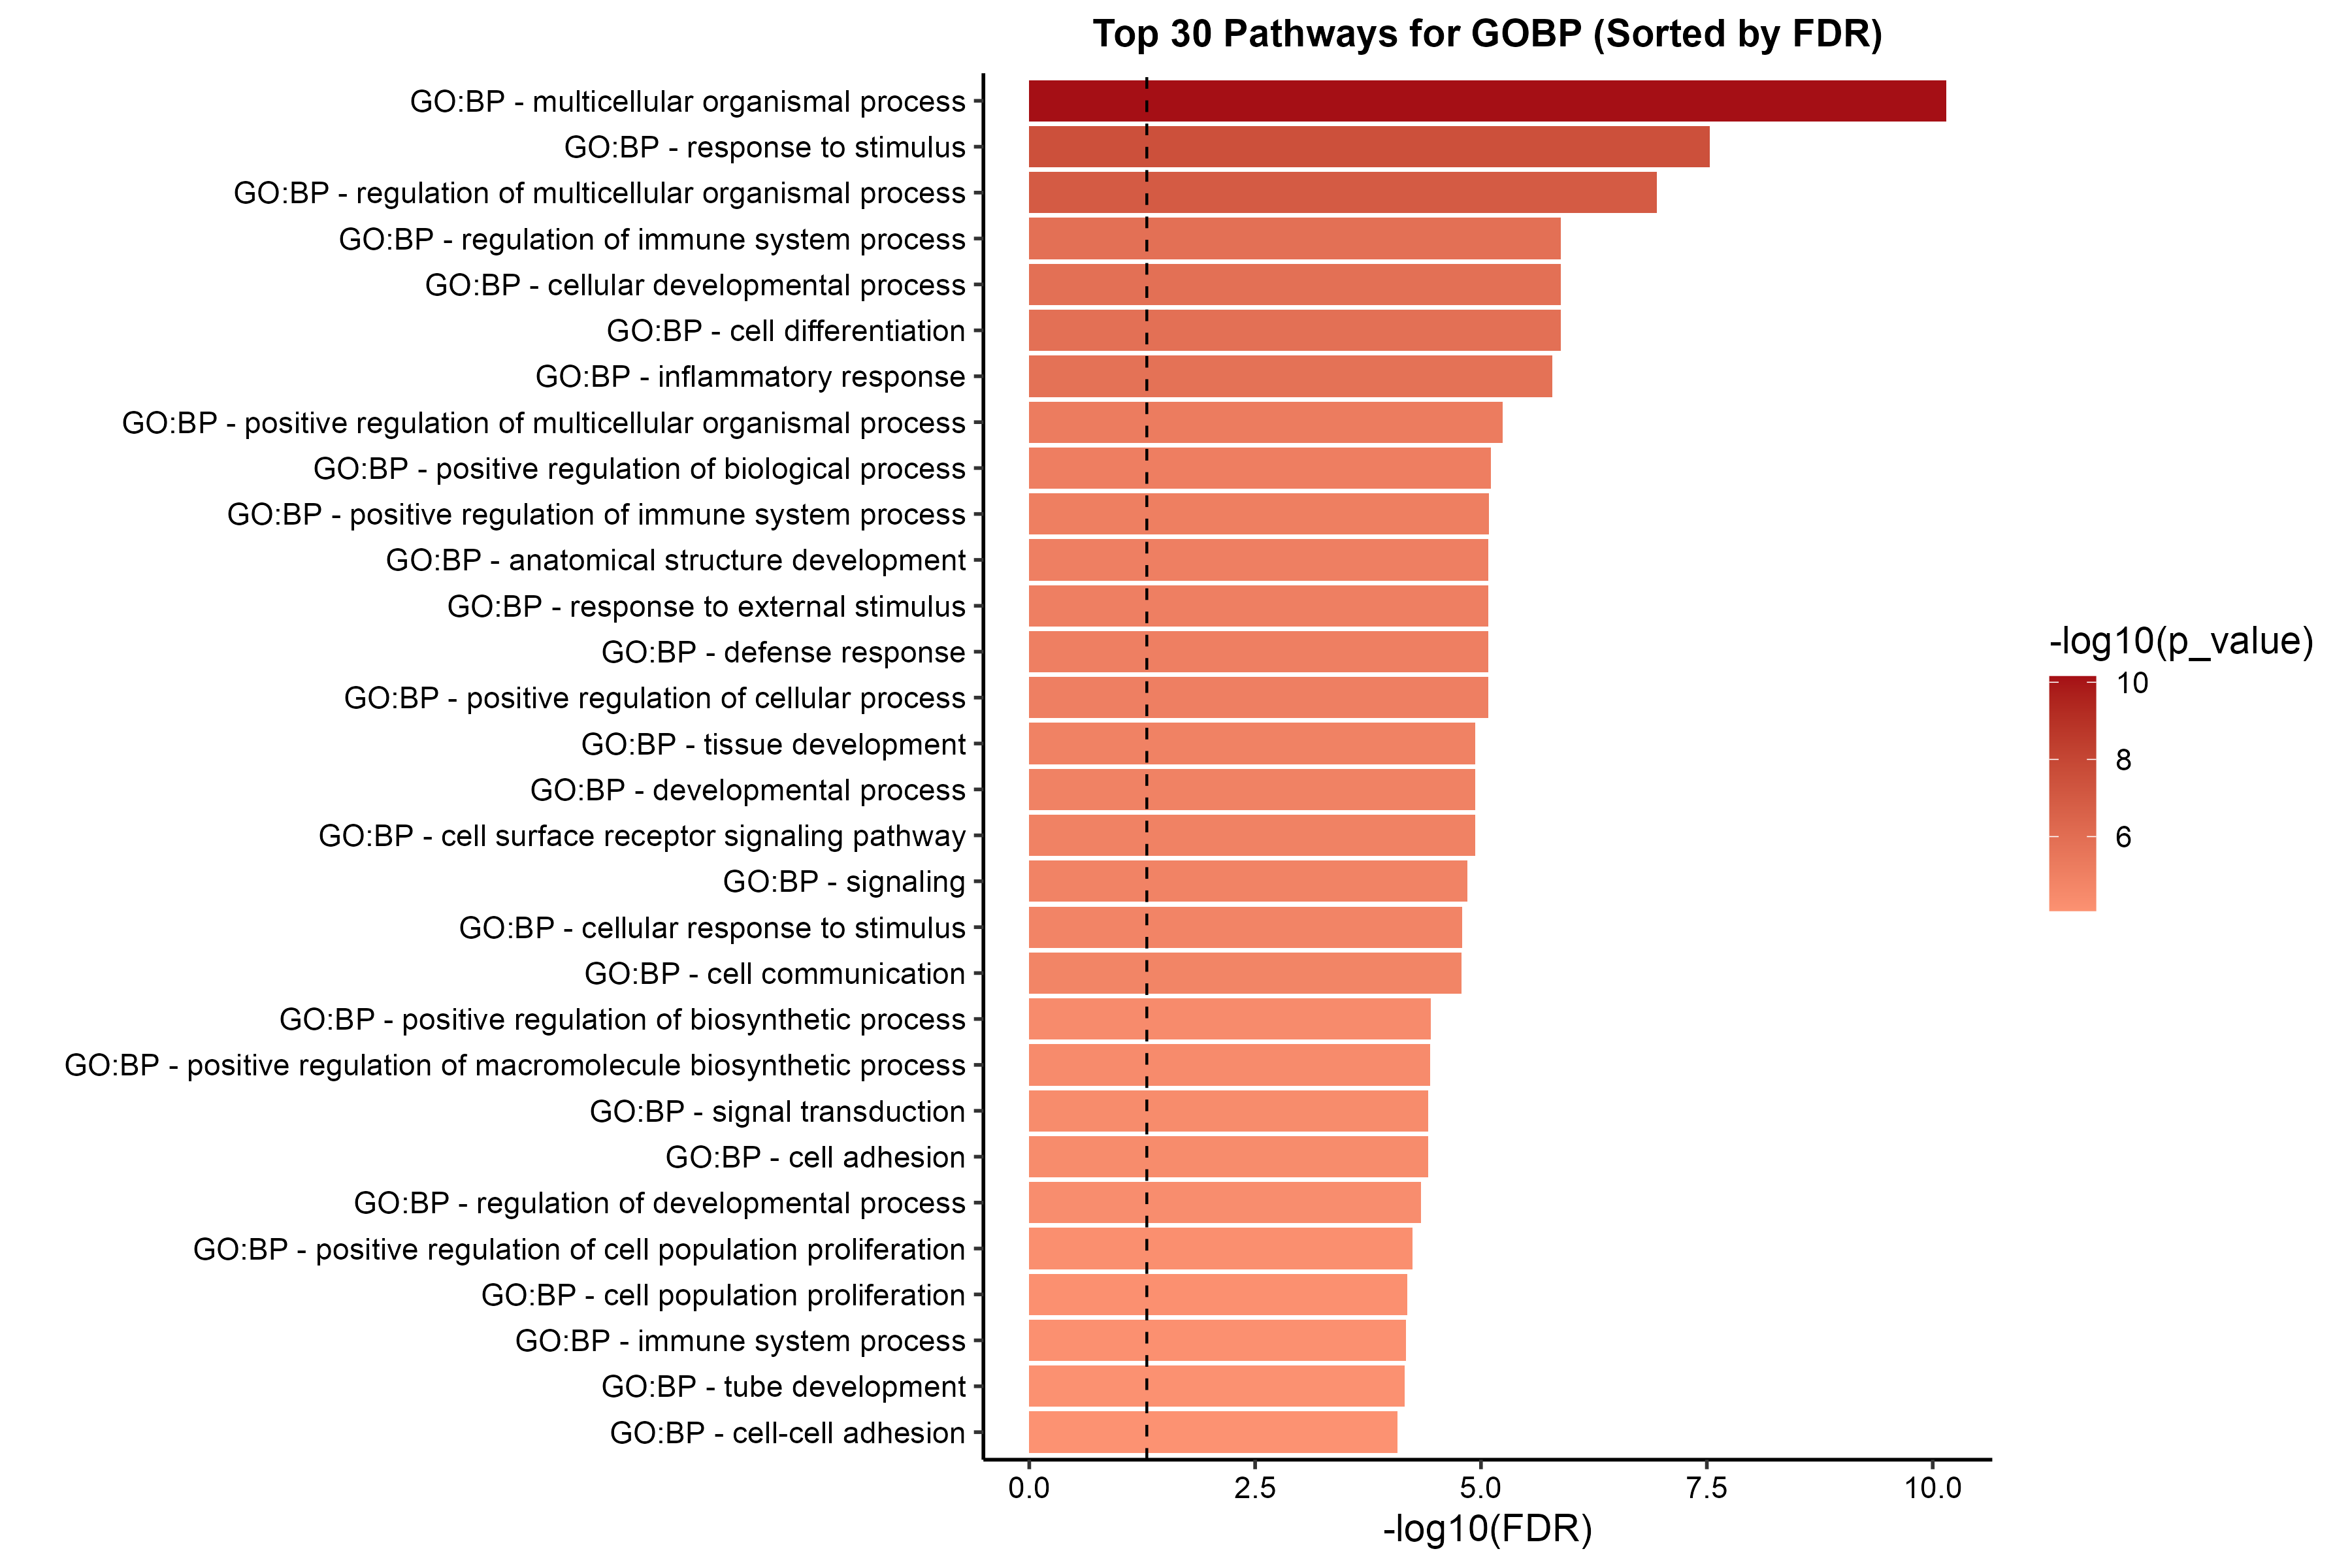 Top 30 Pathways for GOBP (Sorted by FDR)
GO:BP - multicellular organismal process
GO:BP - response to stimulus
GO:BP - regulation of multicellular organismal process
GO:BP - regulation of immune system process
GO:BP - cellular developmental process
GO:BP - cell differentiation
GO:BP - inflammatory response
GO:BP - positive regulation of multicellular organismal process
GO:BP - positive regulation of biological process
GO:BP - positive regulation of immune system process
GO:BP - anatomical structure development
GO:BP - response to external stimulus
GO:BP - defense response
GO:BP - positive regulation of cellular process
GO:BP - tissue development
GO:BP - developmental process
GO:BP - cell surface receptor signaling pathway
GO:BP - signaling
GO:BP - cellular response to stimulus
GO:BP - cell communication
GO:BP - positive regulation of biosynthetic process
GO:BP - positive regulation of macromolecule biosynthetic process
GO:BP - signal transduction
GO:BP - cell adhesion
GO:BP - regulation of developmental process
GO:BP - positive regulation of cell population proliferation
GO:BP - cell population proliferation
GO:BP - immune system process
GO:BP - tube development
GO:BP - cell-cell adhesion
0.0 2.5 5.0 7.5 10.0
-log10(FDR)
-log10(p_value)
10
8
6